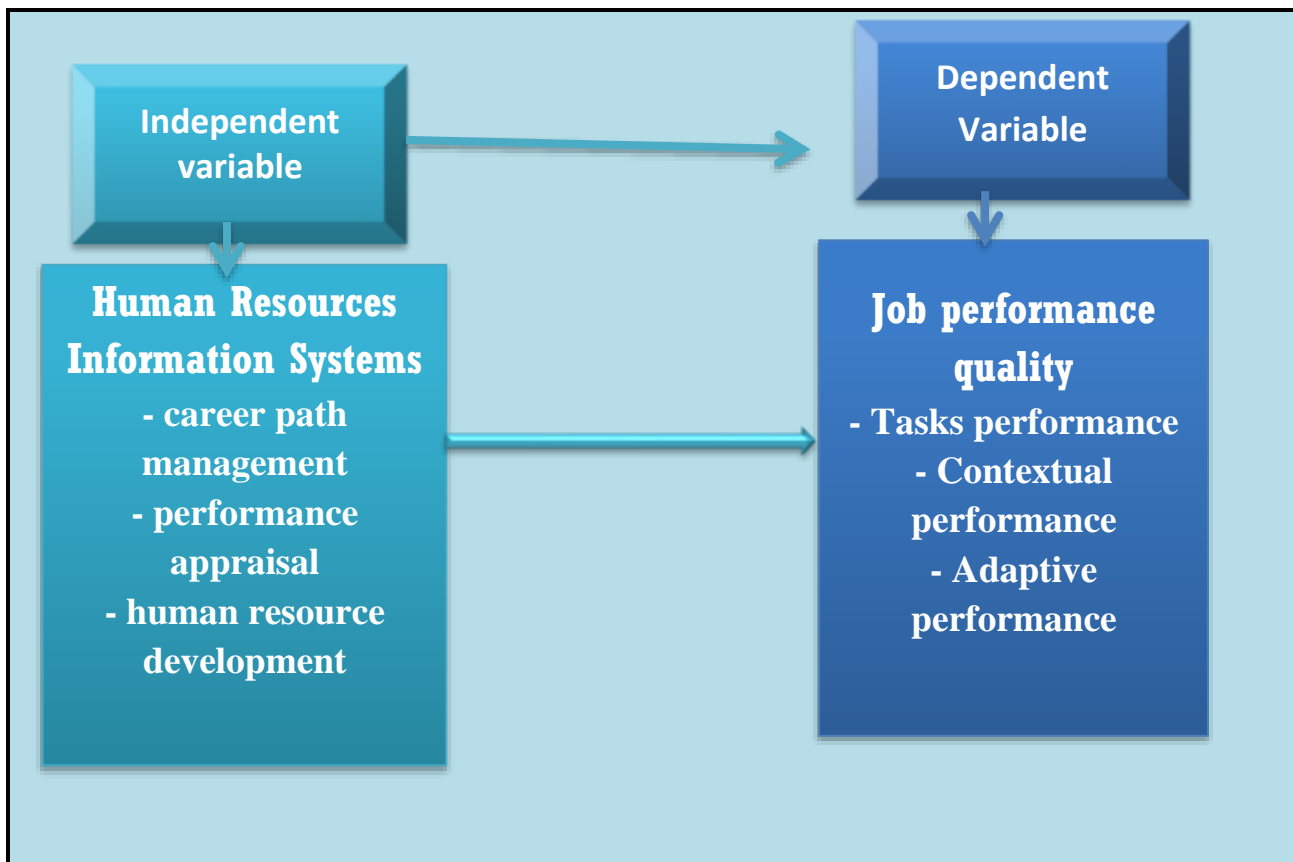 Independent
variable
Dependent
Variable
Human Resources
Information Systems
- career path
management
- performance
appraisal
- human resource
development
Job performance
quality
- Tasks performance
- Contextual
performance
- Adaptive
performance